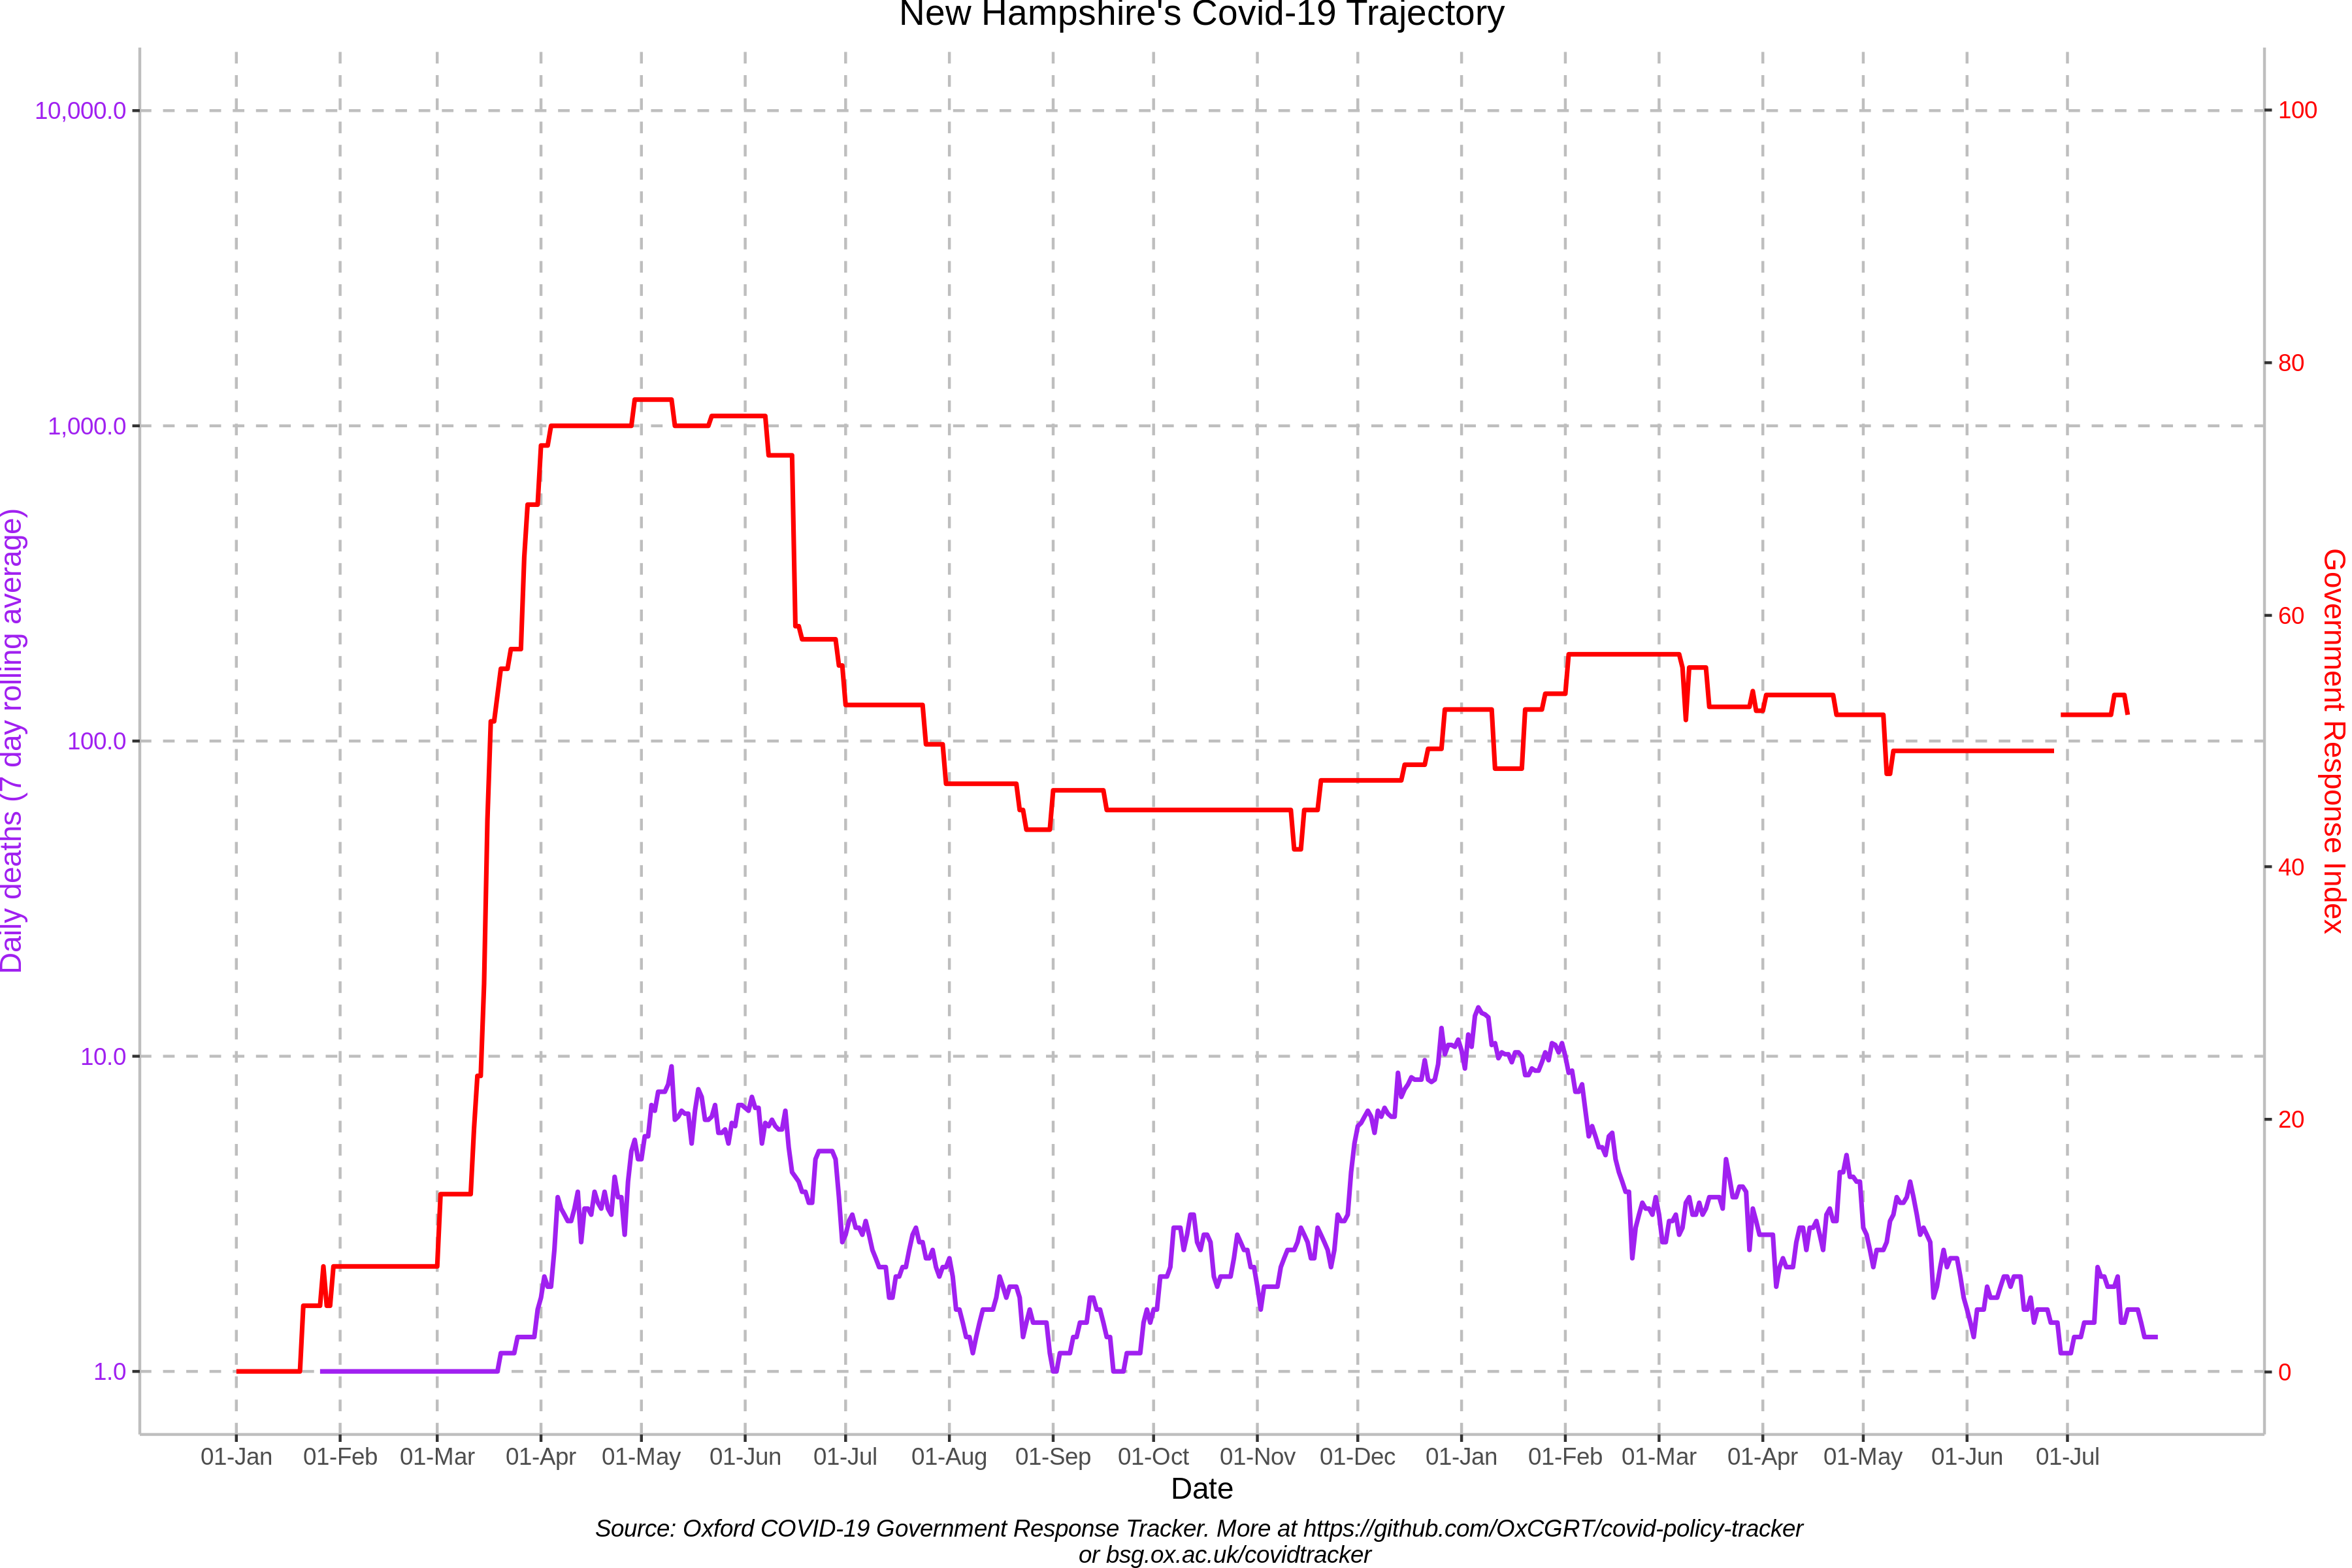 New Hampshire's Covid-19 Trajectory
10,000.0
1,000.0
100.0
10.0
1.0
Daily deaths (7 day rolling average)
100
80
60
40
20
0
Government Response Index
01-Jan 01-Feb 01-Mar 01-Apr 01-May 01-Jun 01-Jul 01-Aug 01-Sep 01-Oct 01-Nov 01-Dec 01-Jan 01-Feb 01-Mar 01-Apr 01-May 01-Jun 01-Jul
Date
Source: Oxford COVID-19 Government Response Tracker. More at https://github.com/OxCGRT/covid-policy-tracker
or bsg.ox.ac.uk/covidtracker